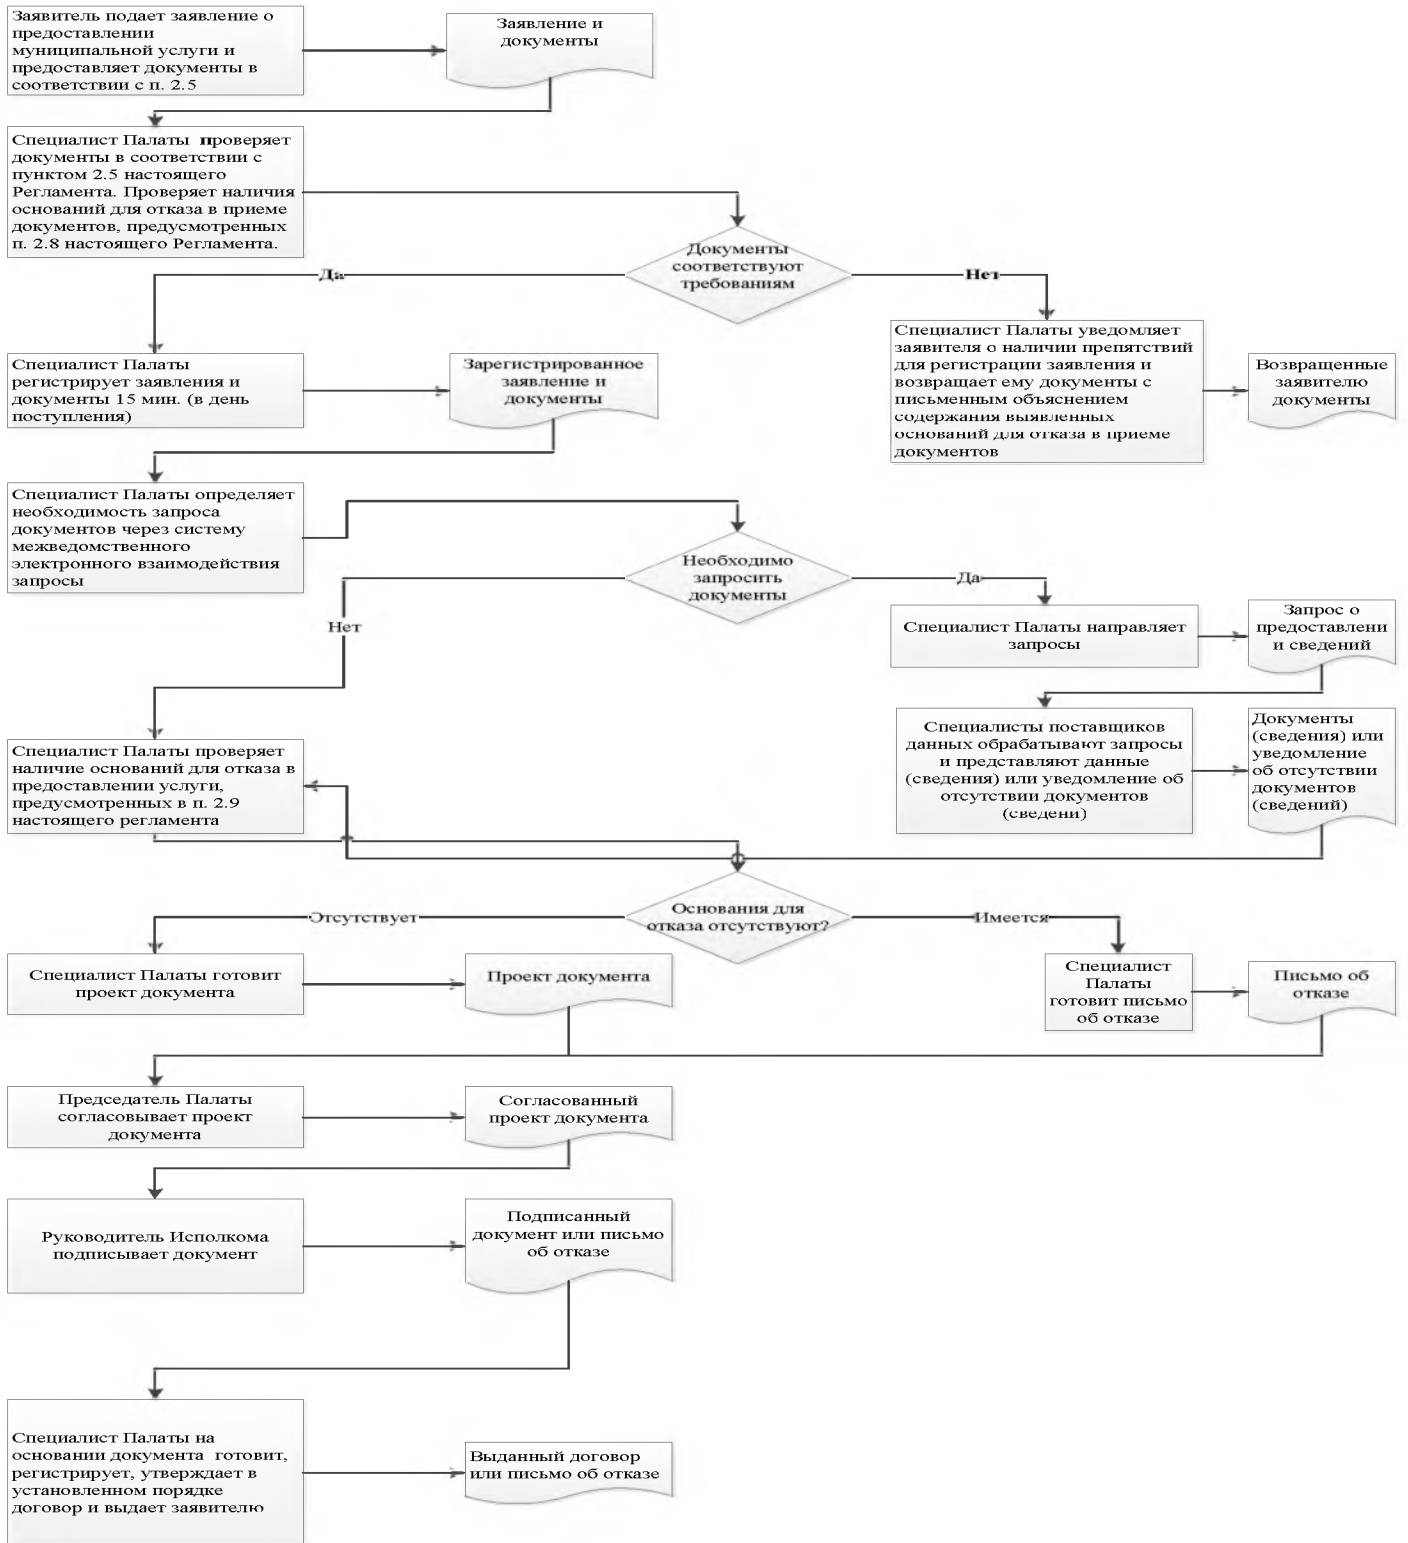 Заявитель подает заявление о
предоставлении
муниципальной услуги и
предоставляет документы в
соответствии с п. 2.5
Заявление и
документы
Специалист Палаты проверяет
документы в соответствии с
пунктом 2.5 настоящего
Регламента. Проверяет наличия
оснований для отказа в приеме
документов, предусмотренных
п. 2.8 настоящего Регламента.
Документы
соответствуют
требованиям
Да
Нет
Специалист Палаты
регистрирует заявления и
документы 15 мин. (в день
поступления)
Зарегистрированное
заявление и
документы
Специалист Палаты уведомляет
заявителя о наличии препятствий
для регистрации заявления и
возвращает ему документы с
письменным объяснением
содержания выявленных
оснований для отказа в приеме
документов
Возвращенные
заявителю
документы
Специалист Палаты определяет
необходимость запроса
документов через систему
межведомственного
электронного взаимодействия
запросы
Необходимо
запросить
документы
Да
Нет
Специалист Палаты направляет
запросы
Запрос о
предоставлени
и сведений
Специалисты поставщиков
данных обрабатывают запросы
и представляют данные
(сведения) или уведомление об
отсутствии документов
(сведени)
Документы
(сведения) или
уведомление
об отсутствии
документов
(сведений)
Специалист Палаты проверяет
наличие оснований для отказа в
предоставлении услуги,
предусмотренных в п. 2.9
настоящего регламента
Основания для
отказа отсутствуют?
Отсутствует
Имеется
Специалист Палаты готовит
проект документа
Проект документа
Специалист
Палаты
готовит письмо
об отказе
Письмо об
отказе
Председатель Палаты
согласовывает проект
документа
Согласованный
проект документа
Руководитель Исполкома
подписывает документ
Подписанный
документ или письмо
об отказе
Специалист Палаты на
основании документа готовит,
регистрирует, утверждает в
установленном порядке
договор и выдает заявителю
Выданный договор
или письмо об отказе